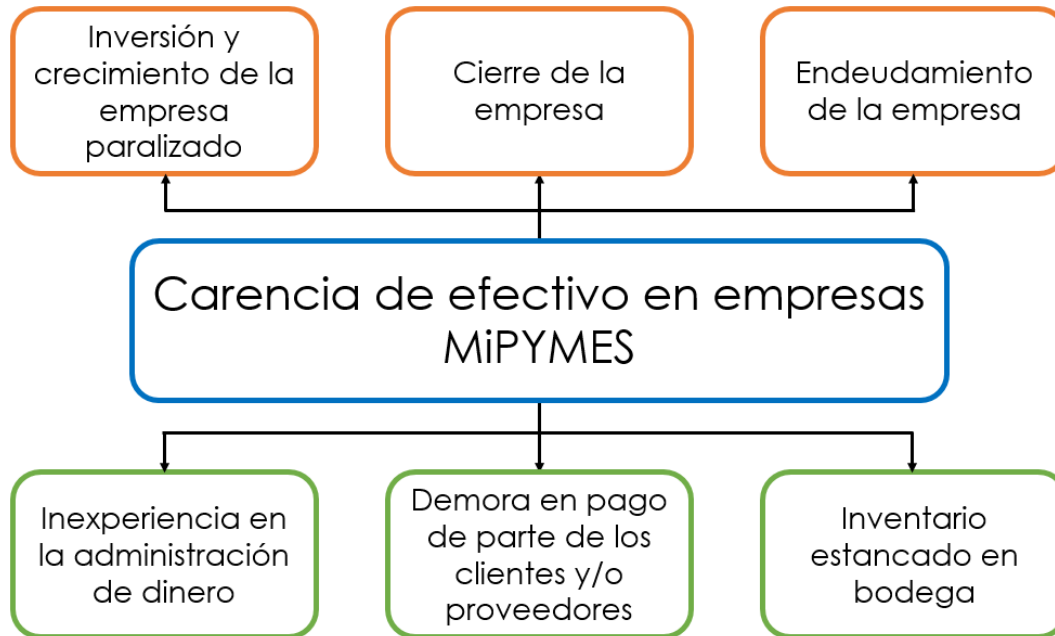 Inversión y
crecimiento de la
empresa
paralizado
Cierre de la
empresa
Endeudamiento
de la empresa
Carencia de efectivo en empresas
MiPYMES
Inexperiencia en
la administración
de dinero
Demora en pago
de parte de los
clientes y/o
proveedores
Inventario
estancado en
bodega